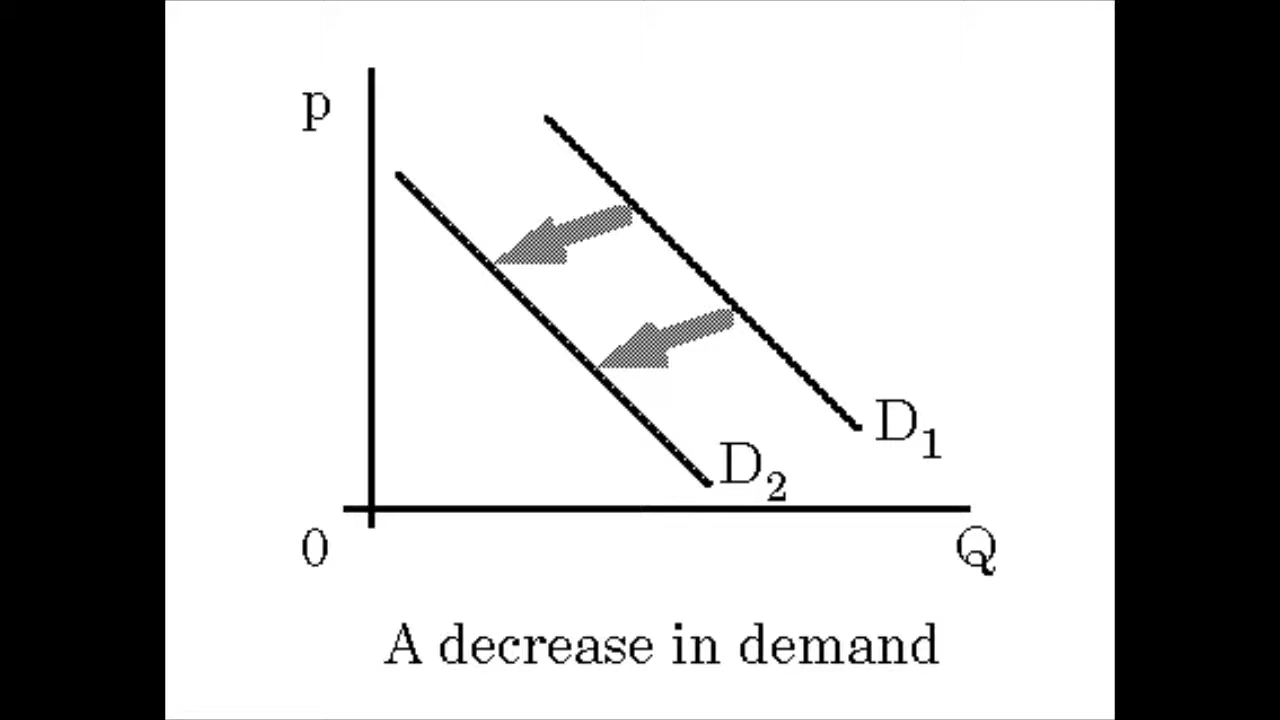 p
D₁
D₂
0
Q
A decrease in demand